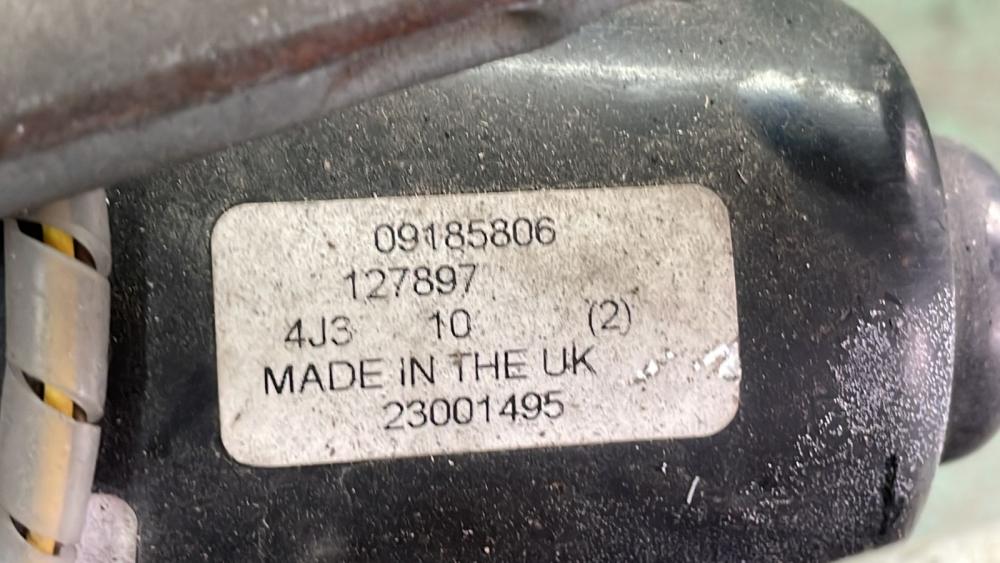 09185806
127897
4J3 10 (2)
MADE IN THE UK
23001495